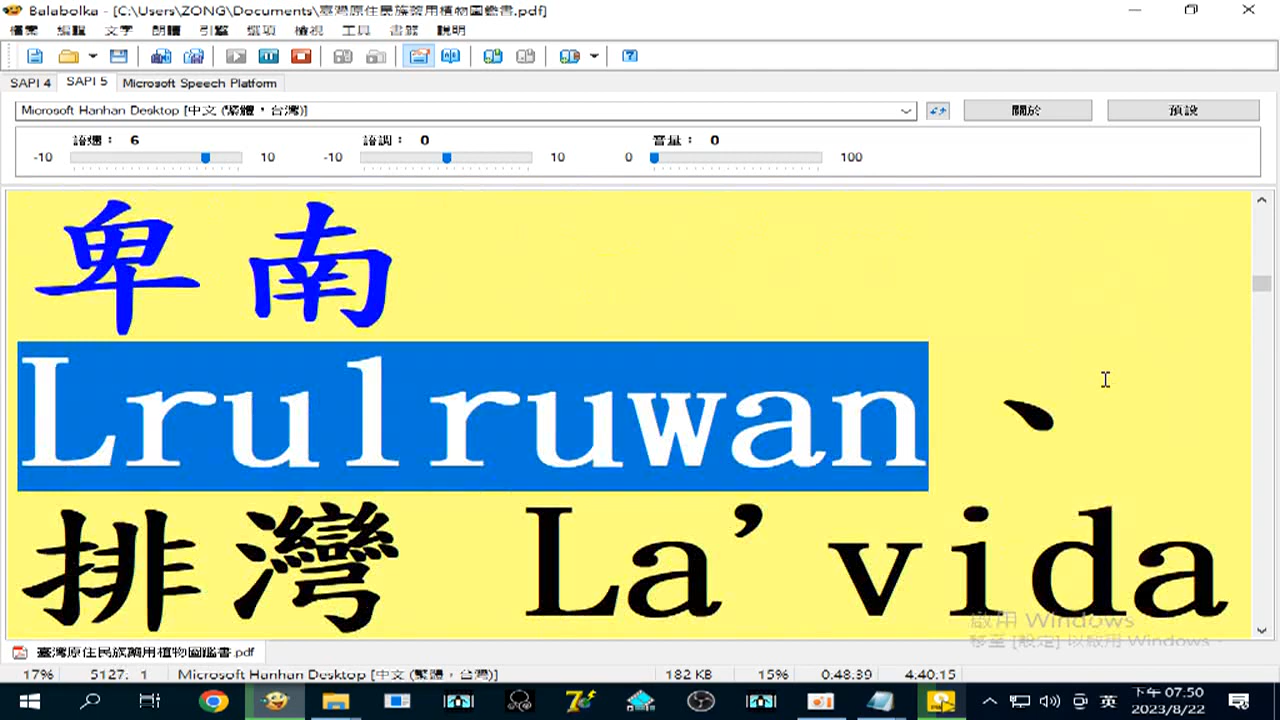 Balabolka - [C:\Users\ZONG\Documents\臺灣原住民族藥用植物圖鑑書.pdf]
檔案 編輯 文字 朗讀 引擎 選項 檢視 工具 書籤 說明
SAPI 4 SAPI 5 Microsoft Speech Platform
Microsoft Hanhan Desktop [中文 (繁體，台灣)]
關於 預設
語速： 6 語調： 0 音量： 0
-10 10 -10 10 0 100
卑南
Lrulruwan、
排灣 La’vida
啟用 Windows
移至 [設定] 以啟用 Windows。
臺灣原住民族藥用植物圖鑑書.pdf
17% 5127. 1 Microsoft Hanhan Desktop [中文 (繁體，台灣)] 182 KB 15% 0.48.39 4.40.15
英 下午 07:50
2023/8/22